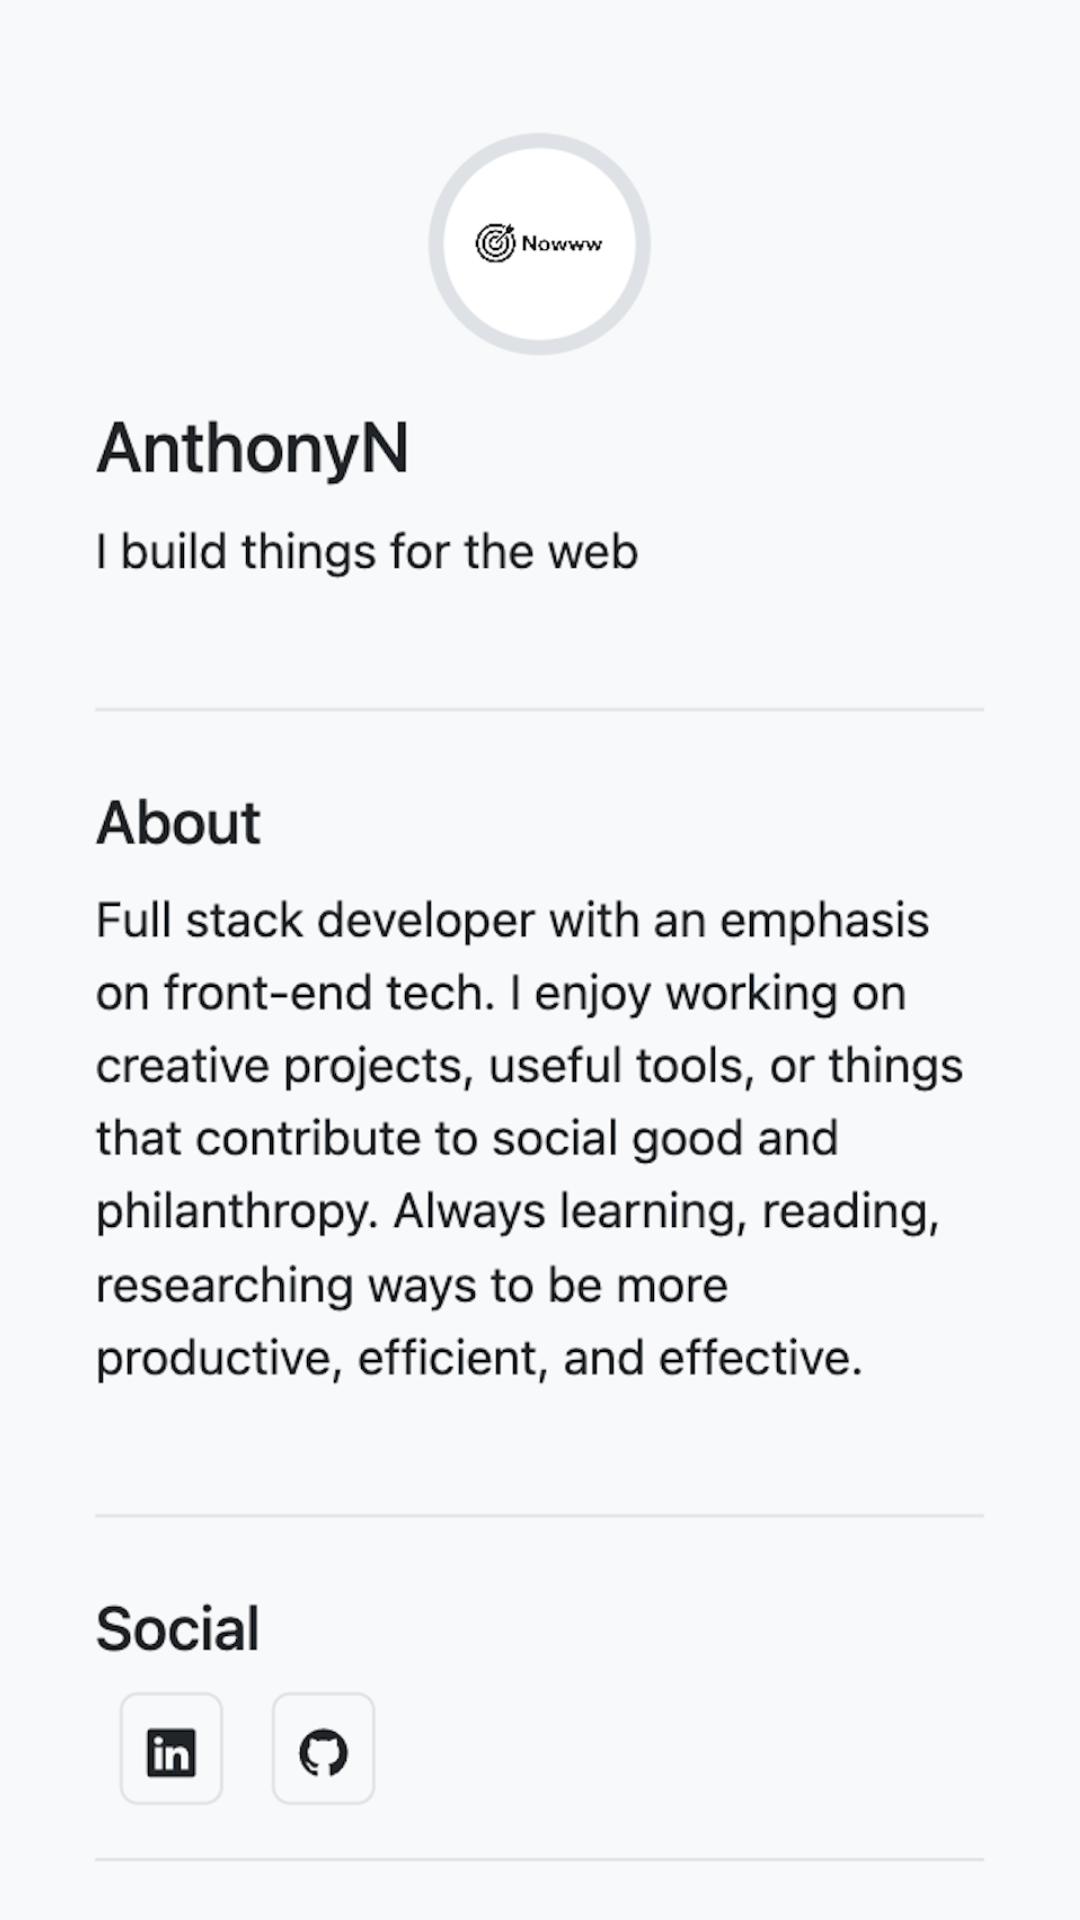 Nowww
AnthonyN
I build things for the web
About
Full stack developer with an emphasis
on front-end tech. I enjoy working on
creative projects, useful tools, or things
that contribute to social good and
philanthropy. Always learning, reading,
researching ways to be more
productive, efficient, and effective.
Social
in